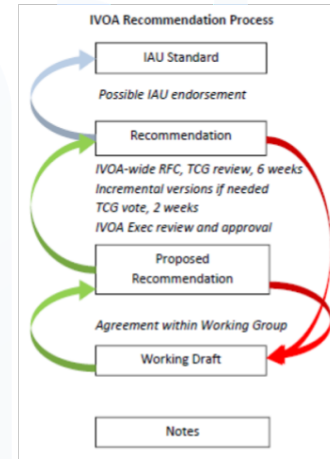 IVOA Recommendation Process
IAU Standard
Possible IAU endorsement
Recommendation
IVOA-wide RFC, TCG review, 6 weeks
Incremental versions if needed
TCG vote, 2 weeks
IVOA Exec review and approval
Proposed
Recommendation
Agreement within Working Group
Working Draft
Notes